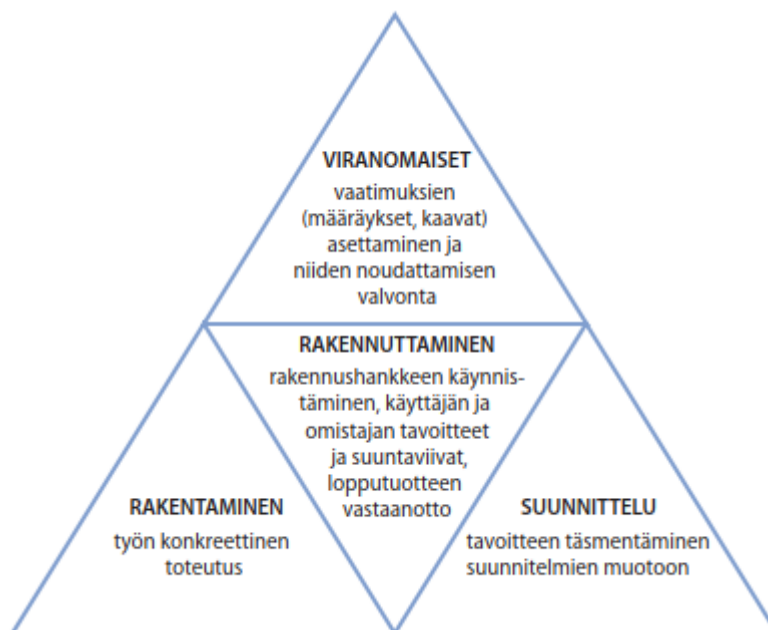 VIRANOMAISET
vaatimuksien
(määräykset, kaavat)
asettaminen ja
niiden noudattamisen
valvonta
RAKENNUTTAMINEN
rakennushankkeen käynnis-
täminen, käyttäjän ja
omistajan tavoitteet
ja suuntaviivat,
lopputuotteen
vastaanotto
RAKENTAMINEN
työn konkreettinen
toteutus
SUUNNITTELU
tavoitteen täsmentäminen
suunnitelmien muotoon